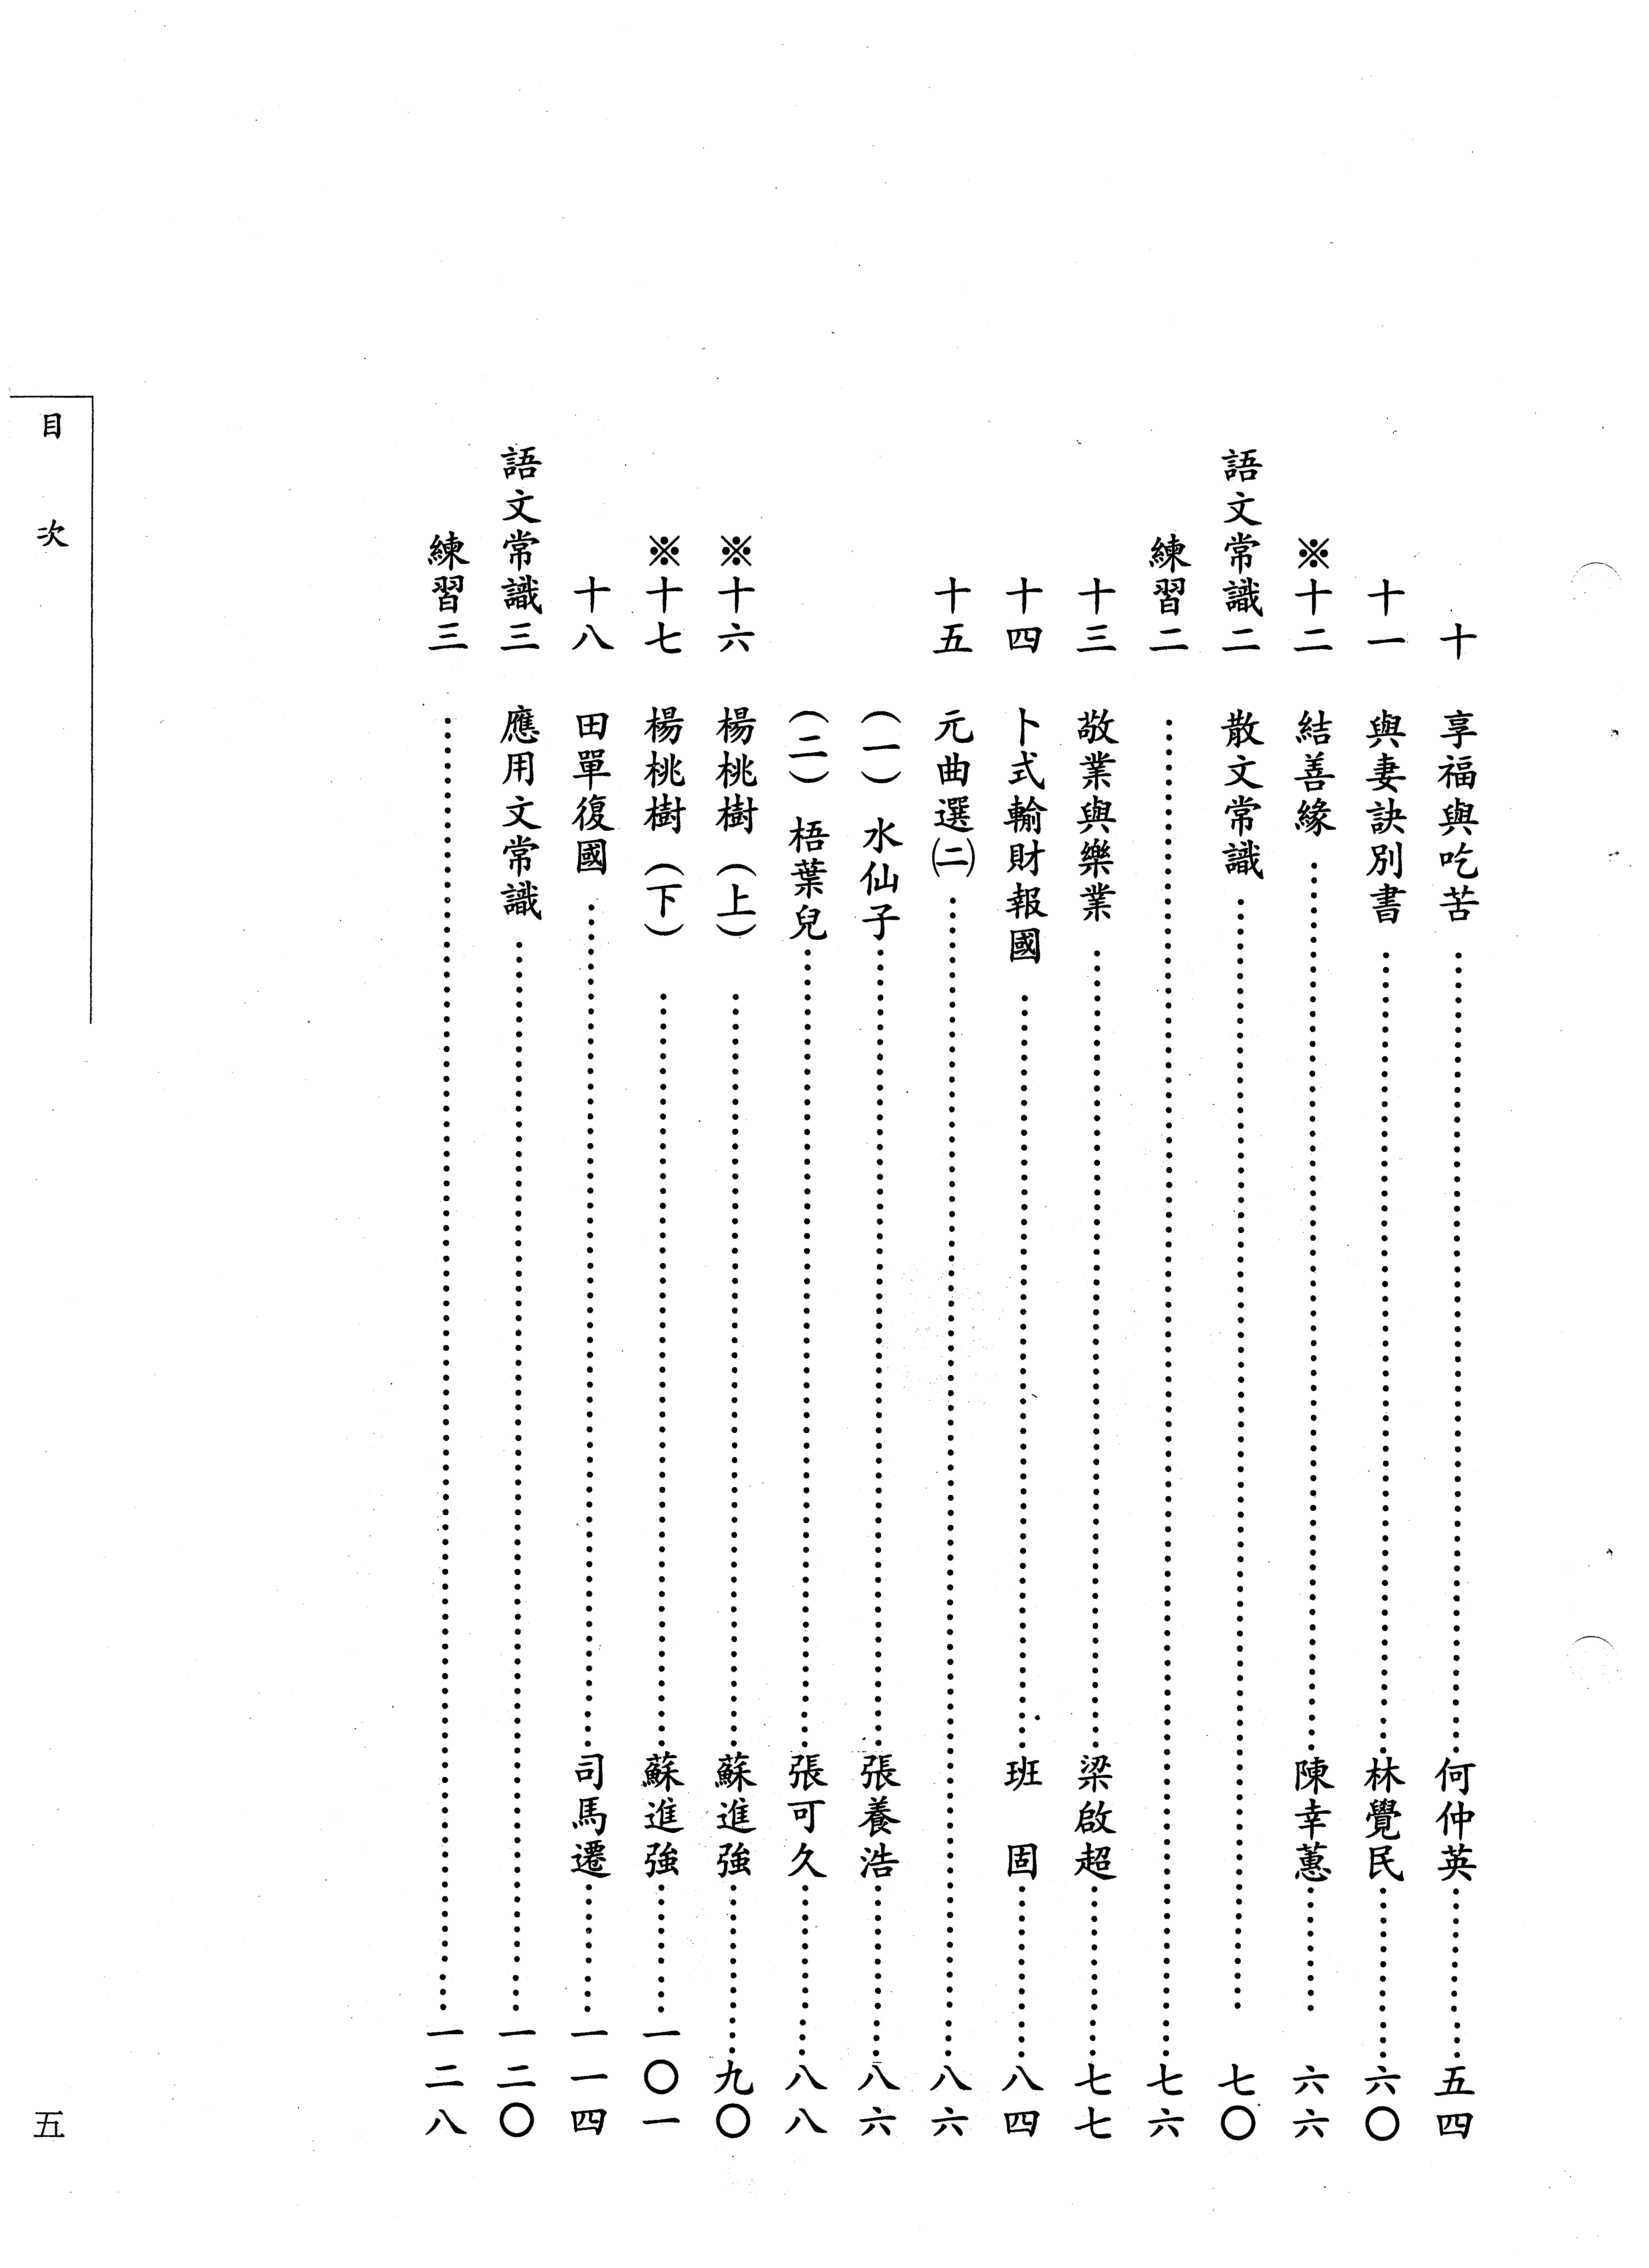 十　享福與吃苦……何仲英……五四
十一　與妻訣別書……林覺民……六〇
※十二　結善緣……陳幸蕙……六六
語文常識二　散文常識……七〇
練習二……七六
十三　敬業與樂業……梁啟超……七七
十四　卜式輸財報國……班　固……八四
十五　元曲選㈡……八六
（一）水仙子……張養浩……八六
（二）梧葉兒……張可久……八八
※十六　楊桃樹（上）……蘇進強……九〇
※十七　楊桃樹（下）……蘇進強……一〇一
十八　田單復國……司馬遷……一一四
語文常識三　應用文常識……一二〇
練習三……一二八
目　次
五